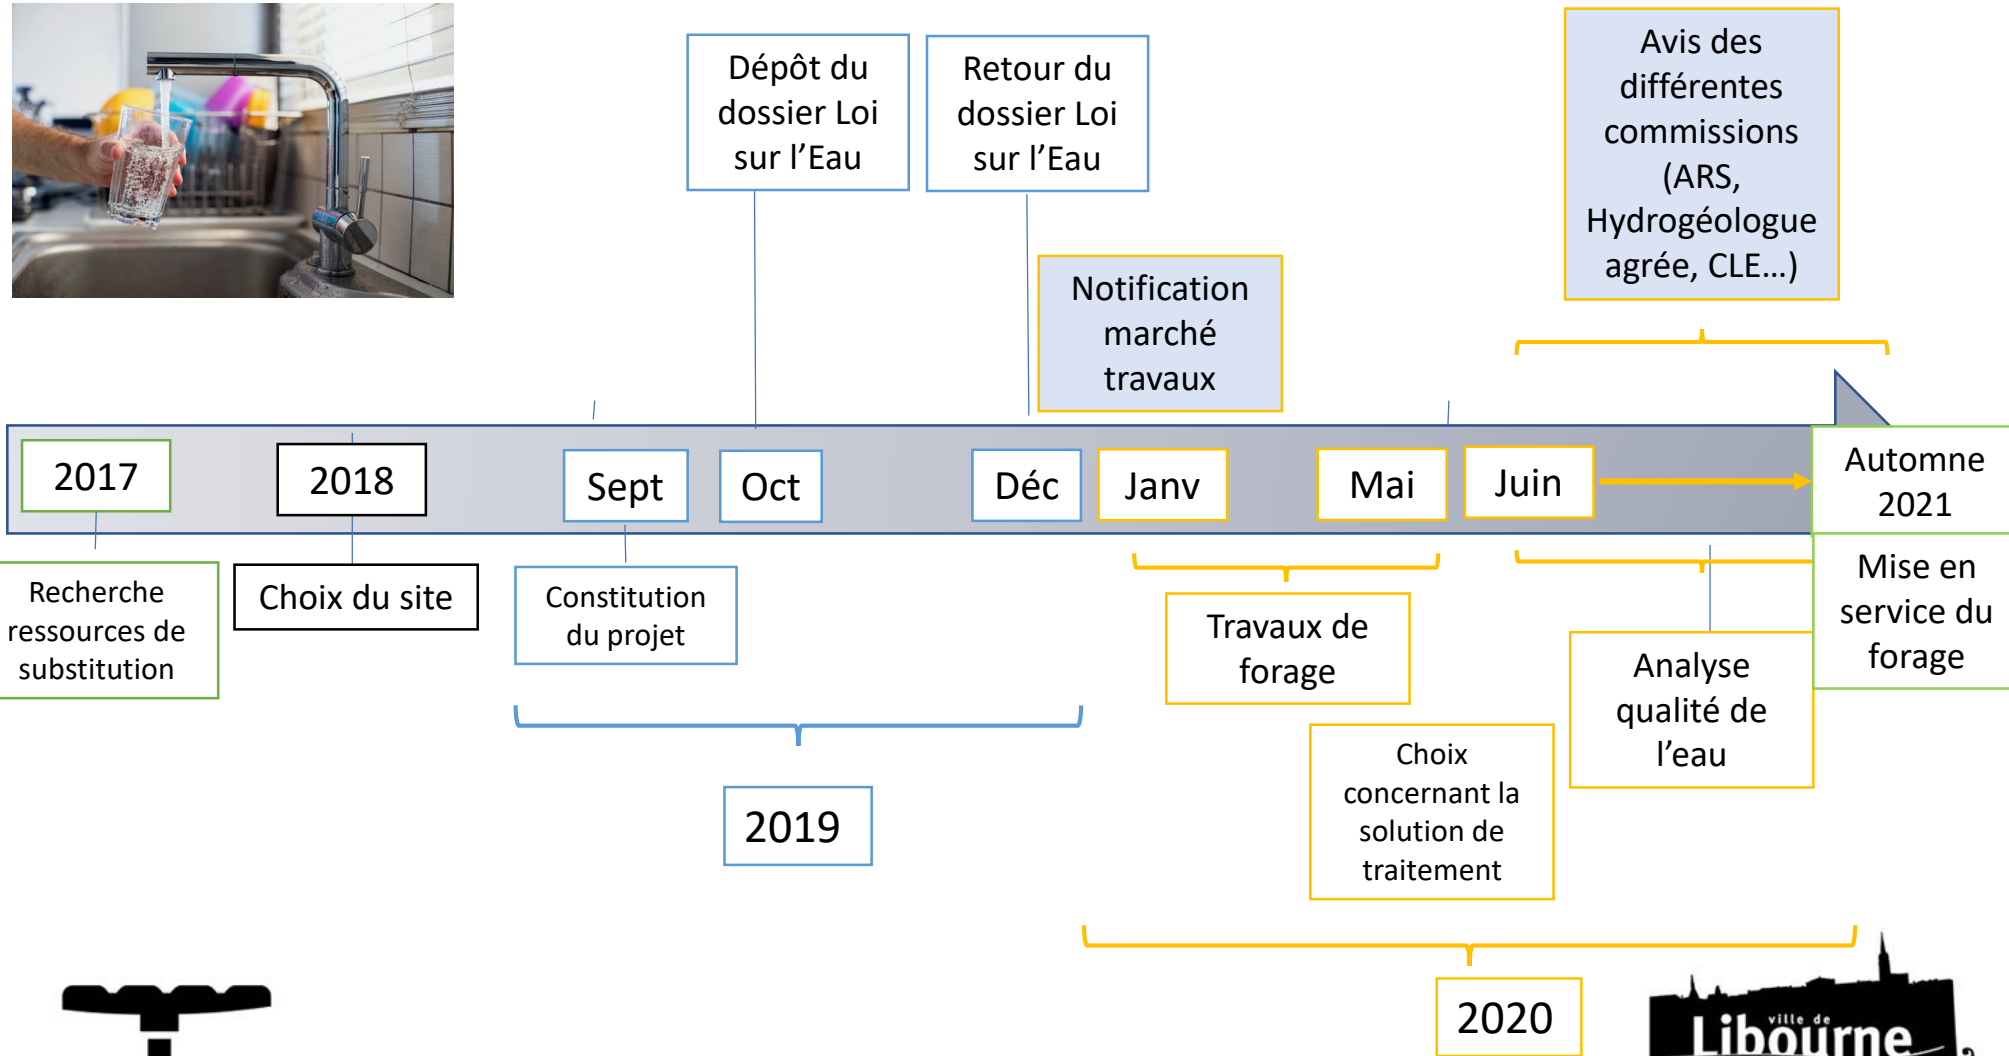 Dépôt du
dossier Loi
sur l’Eau
Retour du
dossier Loi
sur l’Eau
Avis des
différentes
commissions
(ARS,
Hydrogéologue
agrée, CLE…)
Notification
marché
travaux
2017
2018
Sept
Oct
Déc
Janv
Mai
Juin
Automne
2021
Recherche
ressources de
substitution
Choix du site
Constitution
du projet
Travaux de
forage
Analyse
qualité de
l’eau
Mise en
service du
forage
Choix
concernant la
solution de
traitement
2019
2020
ville de
Libourne